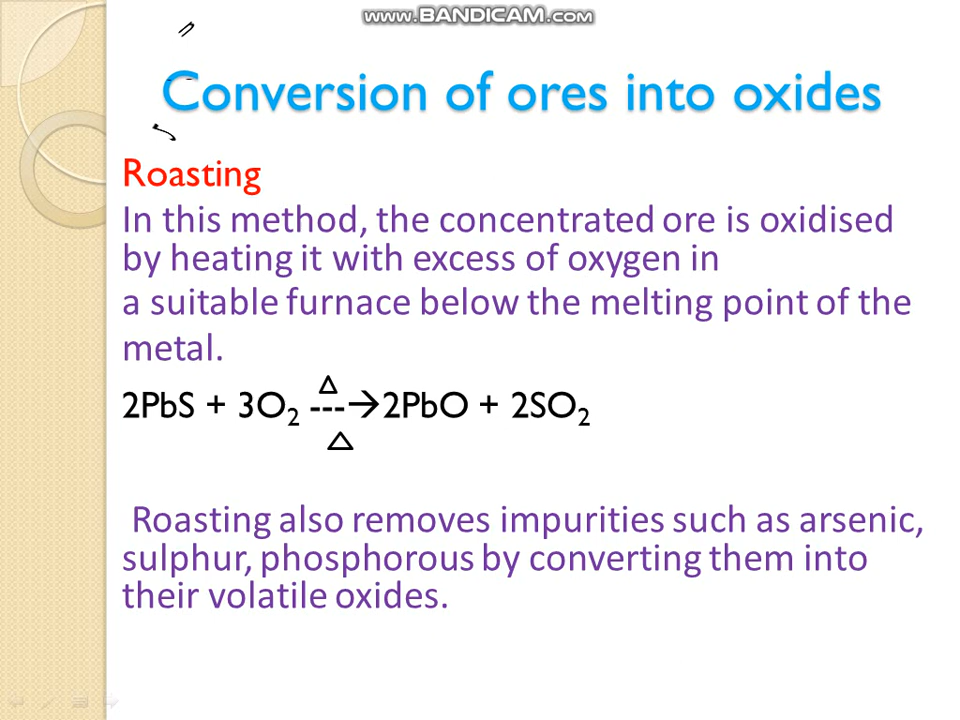 www.BANDICAM.com
Conversion of ores into oxides
Roasting
In this method, the concentrated ore is oxidised
by heating it with excess of oxygen in
a suitable furnace below the melting point of the
metal.
Δ
2PbS + 3O₂ ---→2PbO + 2SO₂
Δ
Roasting also removes impurities such as arsenic,
sulphur, phosphorous by converting them into
their volatile oxides.